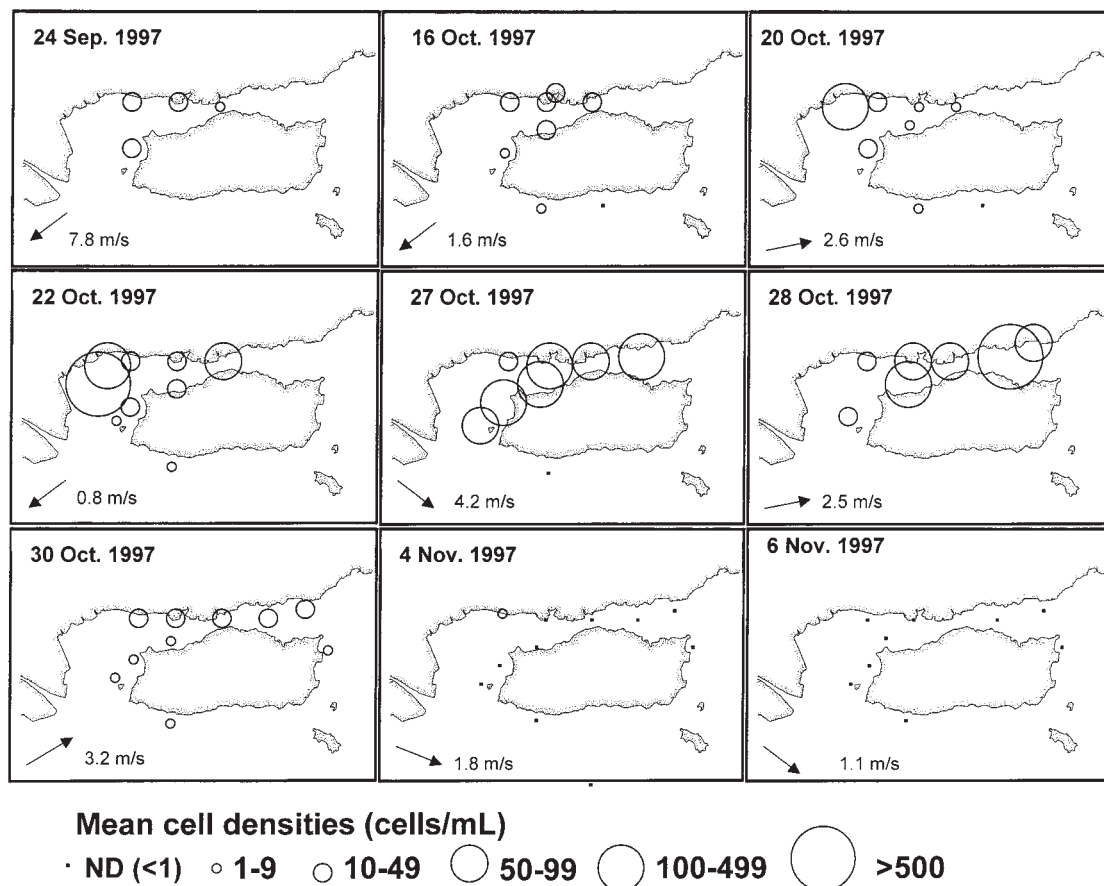 24 Sep. 1997
16 Oct. 1997
20 Oct. 1997
7.8 m/s
1.6 m/s
2.6 m/s
22 Oct. 1997
27 Oct. 1997
28 Oct. 1997
0.8 m/s
4.2 m/s
2.5 m/s
30 Oct. 1997
4 Nov. 1997
6 Nov. 1997
3.2 m/s
1.8 m/s
1.1 m/s
Mean cell densities (cells/mL)
ND (<1) 1-9 10-49 50-99 100-499 >500